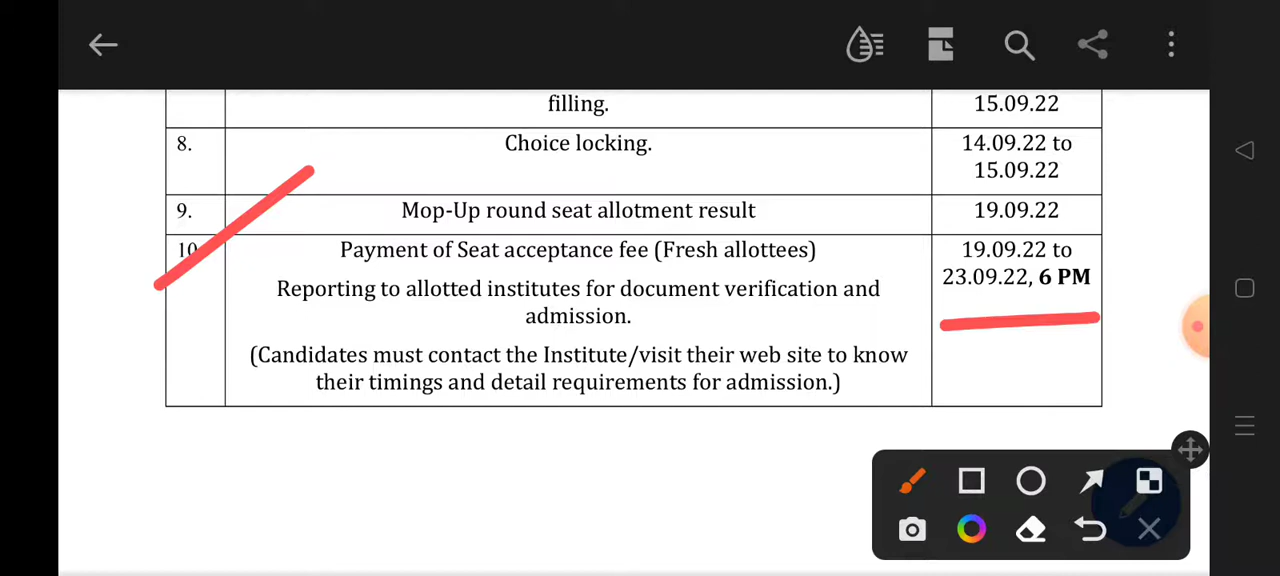 filling.
15.09.22
8.
Choice locking.
14.09.22 to
15.09.22
9.
Mop-Up round seat allotment result
19.09.22
10
Payment of Seat acceptance fee (Fresh allottees)
19.09.22 to
23.09.22, 6 PM
Reporting to allotted institutes for document verification and
admission.
(Candidates must contact the Institute/visit their web site to know
their timings and detail requirements for admission.)